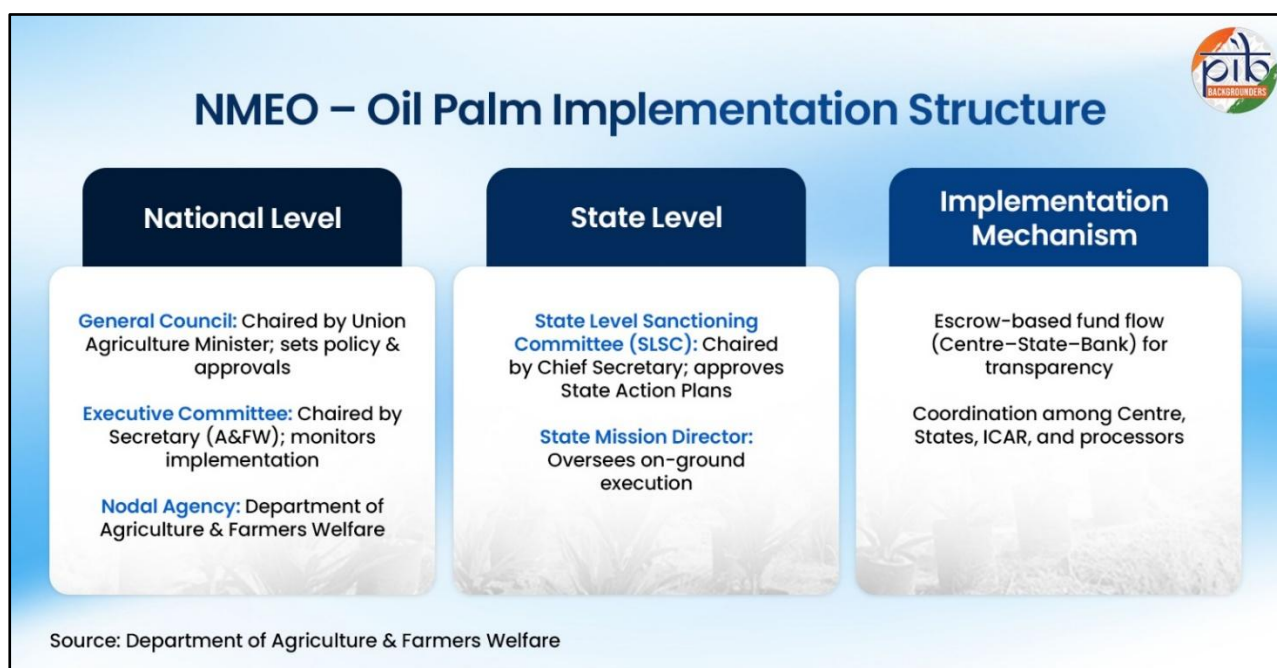 pib
BACKGROUNDERS
NMEO – Oil Palm Implementation Structure
National Level
General Council: Chaired by Union
Agriculture Minister; sets policy &
approvals
Executive Committee: Chaired by
Secretary (A&FW); monitors
implementation
Nodal Agency: Department of
Agriculture & Farmers Welfare
State Level
State Level Sanctioning
Committee (SLSC): Chaired
by Chief Secretary; approves
State Action Plans
State Mission Director:
Oversees on-ground
execution
Implementation
Mechanism
Escrow-based fund flow
(Centre–State–Bank) for
transparency
Coordination among Centre,
States, ICAR, and processors
Source: Department of Agriculture & Farmers Welfare